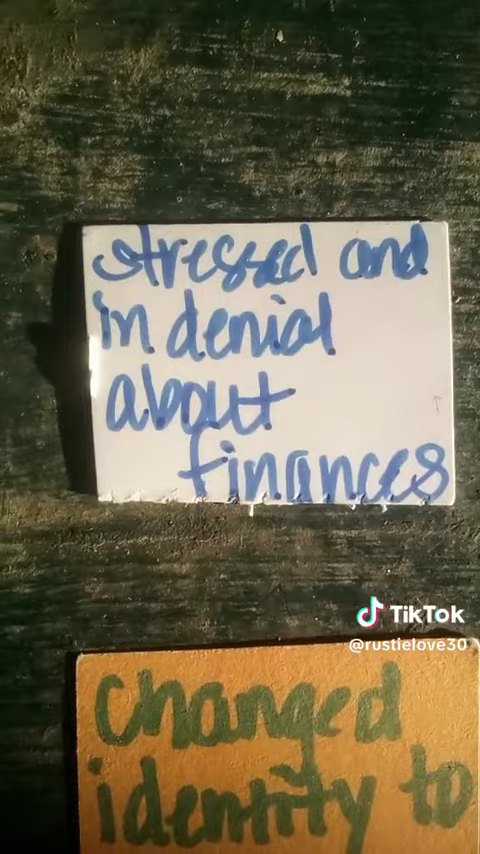 stressed and
in denial
about
finances
TikTok
@rustielove30
Changed
identity to